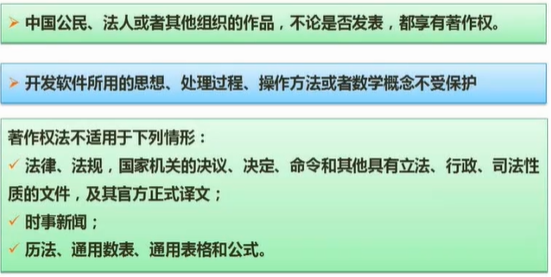 ➢ 中国公民、法人或者其他组织的作品，不论是否发表，都享有著作权。
➢ 开发软件所用的思想、处理过程、操作方法或者数学概念不受保护
著作权法不适用于下列情形：
✓ 法律、法规，国家机关的决议、决定、命令和其他具有立法、行政、司法性
质的文件，及其官方正式译文；
✓ 时事新闻；
✓ 历法、通用数表、通用表格和公式。